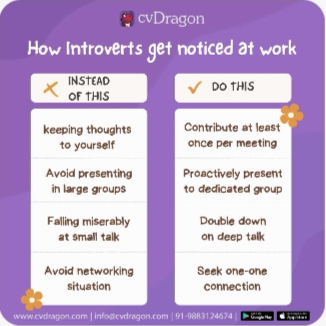 cvDragon
How Introverts get noticed at work
INSTEAD
OF THIS
DO THIS
keeping thoughts
to yourself
Contribute at least
once per meeting
Avoid presenting
in large groups
Proactively present
to dedicated group
Falling miserably
at small talk
Double down
on deep talk
Avoid networking
situation
Seek one-one
connection
www.cvdragon.com | info@cvdragon.com | 91-9883124674 | Google Play App Store